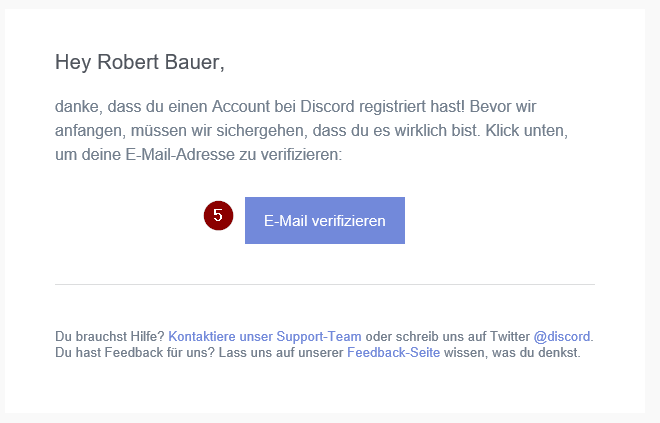 Hey Robert Bauer,
danke, dass du einen Account bei Discord registriert hast! Bevor wir
anfangen, müssen wir sichergehen, dass du es wirklich bist. Klick unten,
um deine E-Mail-Adresse zu verifizieren:
5 E-Mail verifizieren
Du brauchst Hilfe? Kontaktiere unser Support-Team oder schreib uns auf Twitter @discord.
Du hast Feedback für uns? Lass uns auf unserer Feedback-Seite wissen, was du denkst.